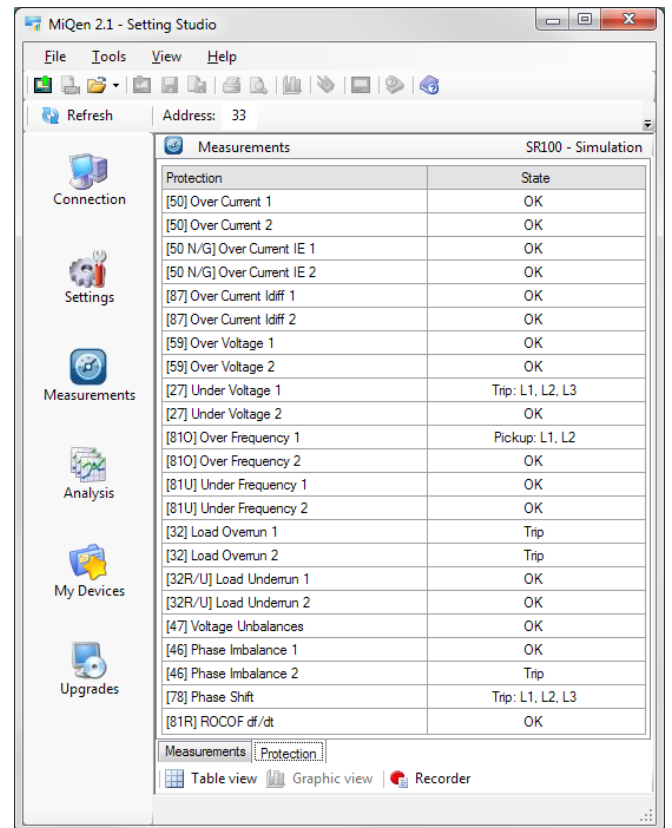 MiQen 2.1 - Setting Studio
File Tools View Help
Refresh Address: 33
Measurements SR100 - Simulation
Connection
Settings
Measurements
Analysis
My Devices
Upgrades
Protection State
[50] Over Current 1 OK
[50] Over Current 2 OK
[50 N/G] Over Current IE 1 OK
[50 N/G] Over Current IE 2 OK
[87] Over Current Idiff 1 OK
[87] Over Current Idiff 2 OK
[59] Over Voltage 1 OK
[59] Over Voltage 2 OK
[27] Under Voltage 1 Trip: L1, L2, L3
[27] Under Voltage 2 OK
[81O] Over Frequency 1 Pickup: L1, L2
[81O] Over Frequency 2 OK
[81U] Under Frequency 1 OK
[81U] Under Frequency 2 OK
[32] Load Overrun 1 Trip
[32] Load Overrun 2 Trip
[32R/U] Load Underrun 1 OK
[32R/U] Load Underrun 2 OK
[47] Voltage Unbalances OK
[46] Phase Imbalance 1 OK
[46] Phase Imbalance 2 Trip
[78] Phase Shift Trip: L1, L2, L3
[81R] ROCOF df/dt OK
Measurements Protection
Table view Graphic view Recorder